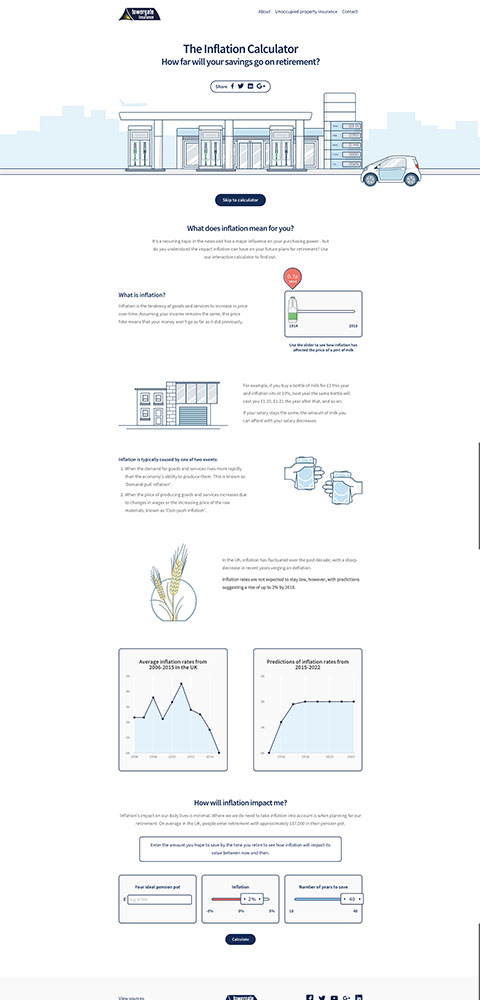 towergate
insurance
About Unoccupied property insurance Contact
The Inflation Calculator
How far will your savings go on retirement?
Share
Skip to calculator
What does inflation mean for you?
It's a recurring topic in the news and has a major influence on your purchasing power - but
do you understand the impact inflation can have on your future plans for retirement? Use
our interactive calculator to find out.
What is inflation?
Inflation is the tendency of goods and services to increase in price
over time. Assuming your income remains the same, this price
hike means that your money won't go as far as it did previously.
1914 2015
Use the slider to see how inflation has
affected the price of a pint of milk
For example, if you buy a bottle of milk for £1 this year
and inflation sits at 10%, next year the same bottle will
cost you £1.10, £1.21 the year after that, and so on.
If your salary stays the same, the amount of milk you
can afford with your salary decreases.
Inflation is typically caused by one of two events:
1. When the demand for goods and services rises more rapidly
than the economy's ability to produce them. This is known as
'Demand-pull inflation'.
2. When the price of producing goods and services increases due
to changes in wages or the increasing price of the raw
materials, known as 'Cost-push inflation'.
In the UK, inflation has fluctuated over the past decade, with a sharp
decrease in recent years verging on deflation.
Inflation rates are not expected to stay low, however, with predictions
suggesting a rise of up to 2% by 2018.
Average inflation rates from
2006-2015 in the UK
Predictions of inflation rates from
2015-2022
How will inflation impact me?
Inflation's impact on our daily lives is minimal. Where we we do need to take inflation into account is when planning for our
retirement. On average in the UK, people enter retirement with approximately £87,000 in their pension pot.
Enter the amount you hope to save by the time you retire to see how inflation will impact its
value between now and then.
Your ideal pension pot
£
Inflation
2%
-5% 0% 5%
Number of years to save
40
10 40
Calculate
View sources
towergate